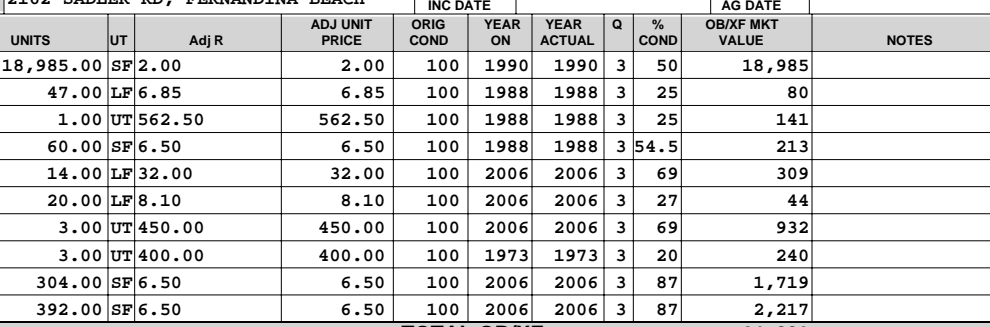 2162 SADLER RD, FERNANDINA BEACH INC DATE AG DATE
UNITS UT Adj R ADJ UNIT PRICE ORIG COND YEAR ON YEAR ACTUAL Q % COND OB/XF MKT VALUE NOTES
18,985.00 SF 2.00 2.00 100 1990 1990 3 50 18,985
47.00 LF 6.85 6.85 100 1988 1988 3 25 80
1.00 UT 562.50 562.50 100 1988 1988 3 25 141
60.00 SF 6.50 6.50 100 1988 1988 3 54.5 213
14.00 LF 32.00 32.00 100 2006 2006 3 69 309
20.00 LF 8.10 8.10 100 2006 2006 3 27 44
3.00 UT 450.00 450.00 100 2006 2006 3 69 932
3.00 UT 400.00 400.00 100 1973 1973 3 20 240
304.00 SF 6.50 6.50 100 2006 2006 3 87 1,719
392.00 SF 6.50 6.50 100 2006 2006 3 87 2,217